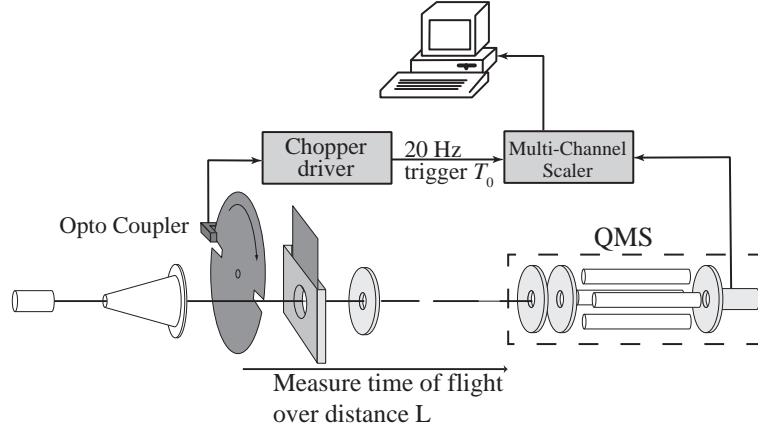 Chopper
driver
20 Hz
trigger T₀
Multi-Channel
Scaler
Opto Coupler
QMS
Measure time of flight
over distance L